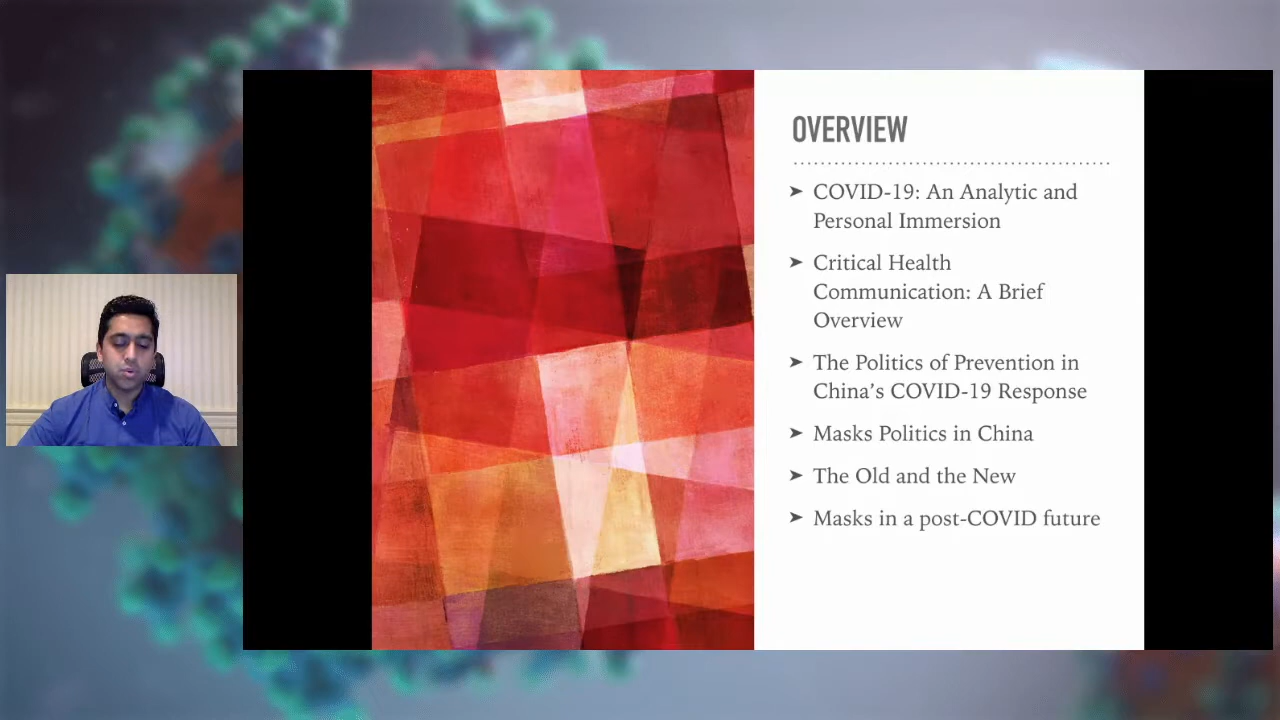 OVERVIEW
➤ COVID-19: An Analytic and
Personal Immersion
➤ Critical Health
Communication: A Brief
Overview
➤ The Politics of Prevention in
China’s COVID-19 Response
➤ Masks Politics in China
➤ The Old and the New
➤ Masks in a post-COVID future